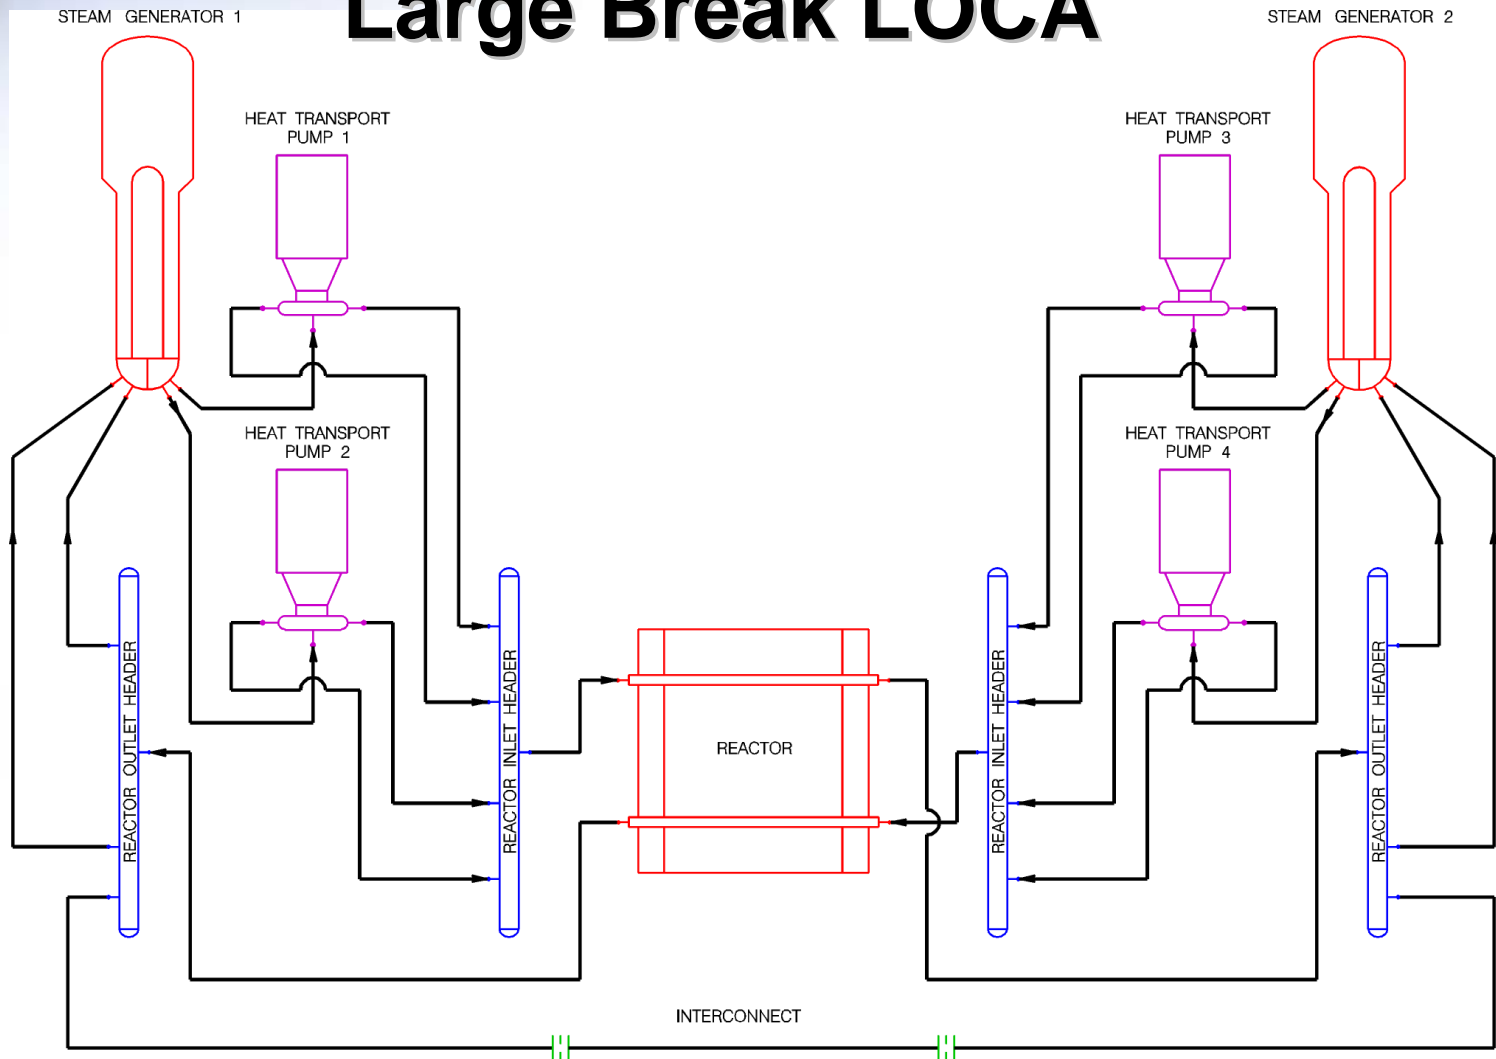 Large Break LOCA
STEAM GENERATOR 1
STEAM GENERATOR 2
HEAT TRANSPORT
PUMP 1
HEAT TRANSPORT
PUMP 3
HEAT TRANSPORT
PUMP 2
HEAT TRANSPORT
PUMP 4
REACTOR OUTLET HEADER
REACTOR INLET HEADER
REACTOR
REACTOR INLET HEADER
REACTOR OUTLET HEADER
INTERCONNECT